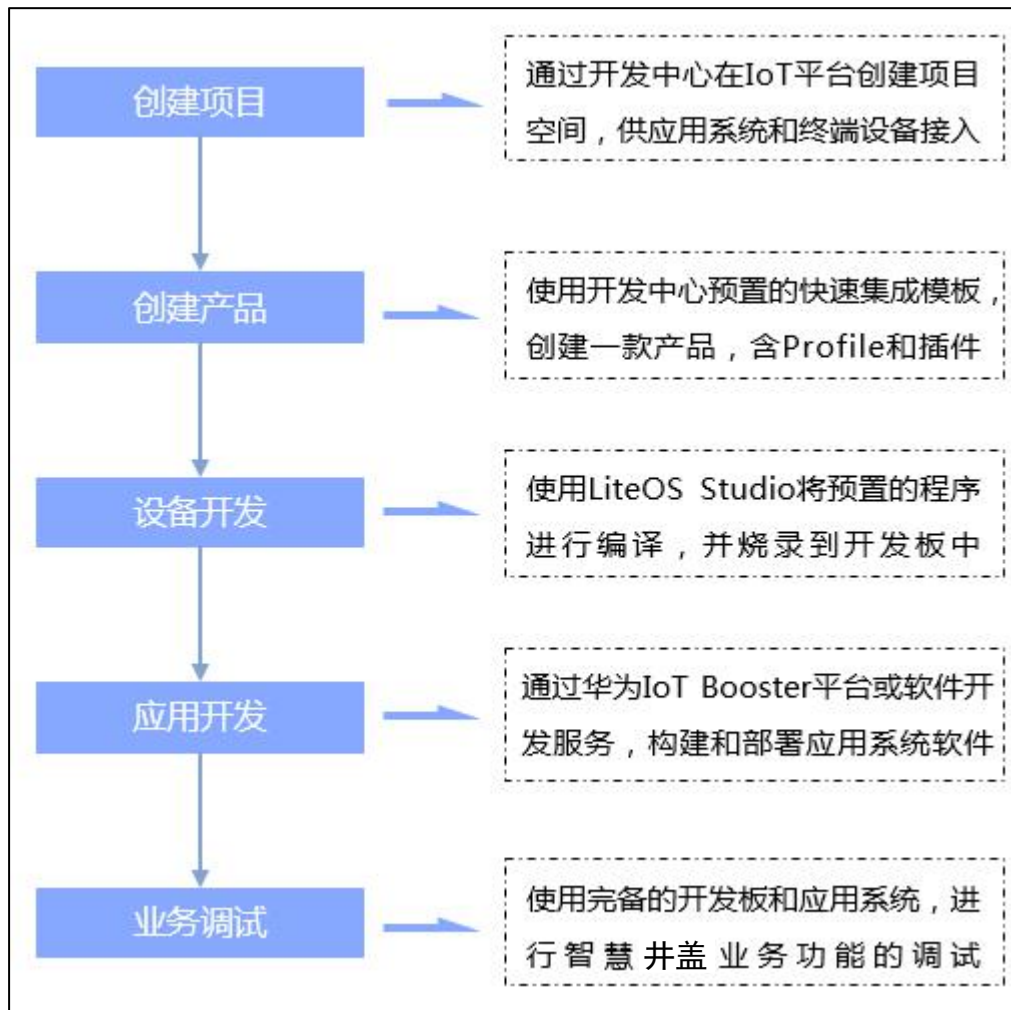 创建项目
通过开发中心在IoT平台创建项目
空间，供应用系统和终端设备接入
创建产品
使用开发中心预置的快速集成模板，
创建一款产品，含Profile和插件
设备开发
使用LiteOS Studio将预置的程序
进行编译，并烧录到开发板中
应用开发
通过华为IoT Booster平台或软件开
发服务，构建和部署应用系统软件
业务调试
使用完备的开发板和应用系统，进
行智慧井盖业务功能的调试